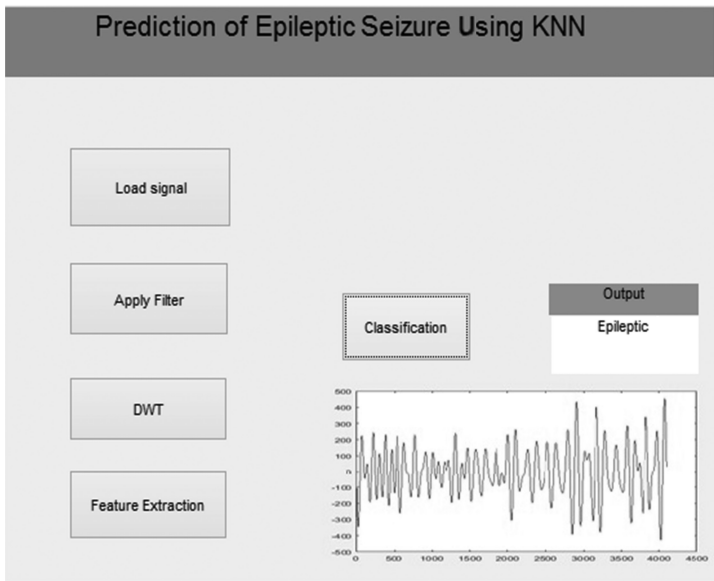 Prediction of Epileptic Seizure Using KNN
Load signal
Apply Filter
DWT
Feature Extraction
Classification
Output
Epileptic
500
400
300
200
100
0
-100
-200
-300
-400
-500
0 500 1000 1500 2000 2500 3000 3500 4000 4500